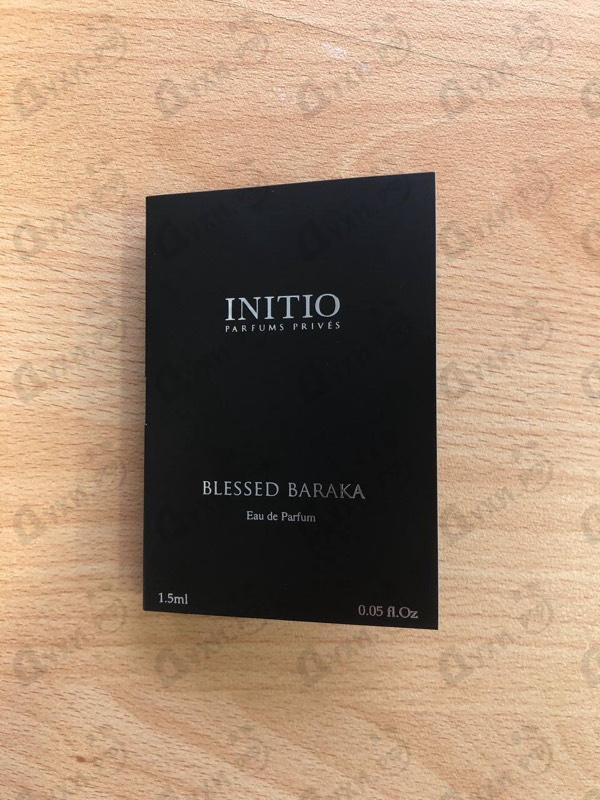 INITIO
PARFUMS PRIVÉS
BLESSED BARAKA
Eau de Parfum
1.5ml
0.05 fl.Oz